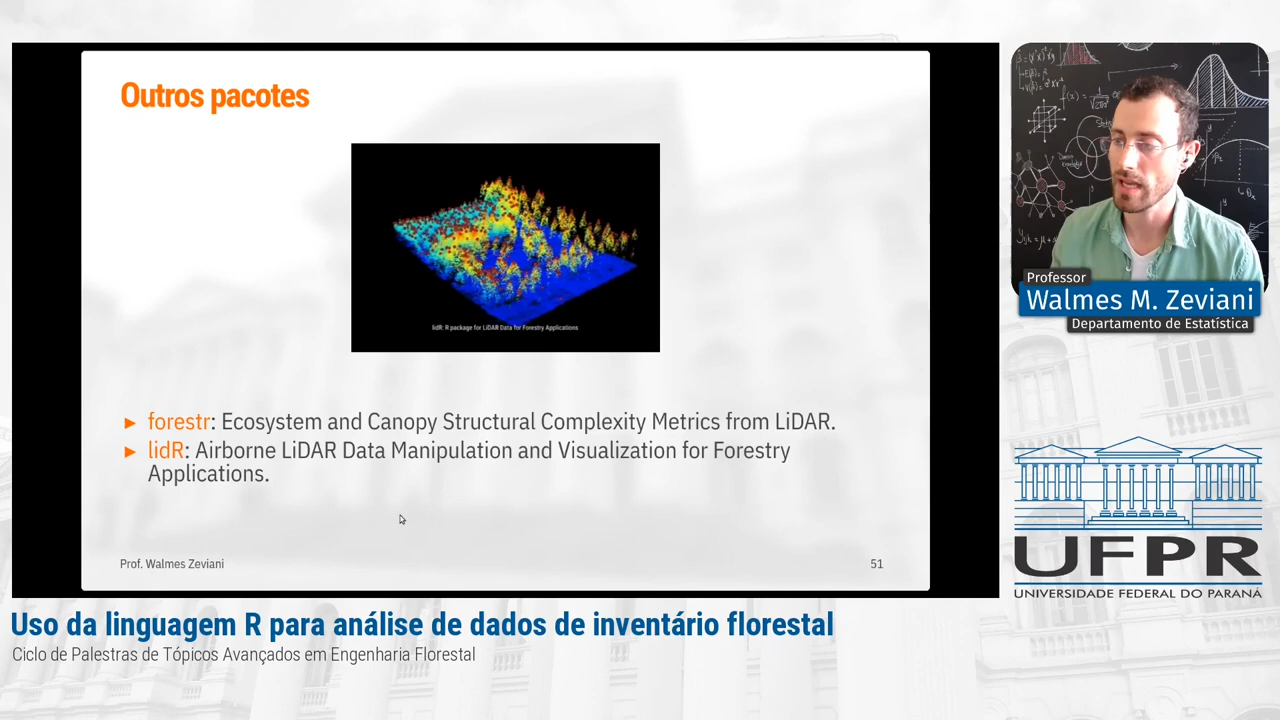 Outros pacotes
lidR: R package for LiDAR Data for Forestry Applications
► forestr: Ecosystem and Canopy Structural Complexity Metrics from LiDAR.
► lidR: Airborne LiDAR Data Manipulation and Visualization for Forestry
Applications.
Prof. Walmes Zeviani
51
Professor
Walmes M. Zeviani
Departamento de Estatística
UFPR
UNIVERSIDADE FEDERAL DO PARANÁ
Uso da linguagem R para análise de dados de inventário florestal
Ciclo de Palestras de Tópicos Avançados em Engenharia Florestal